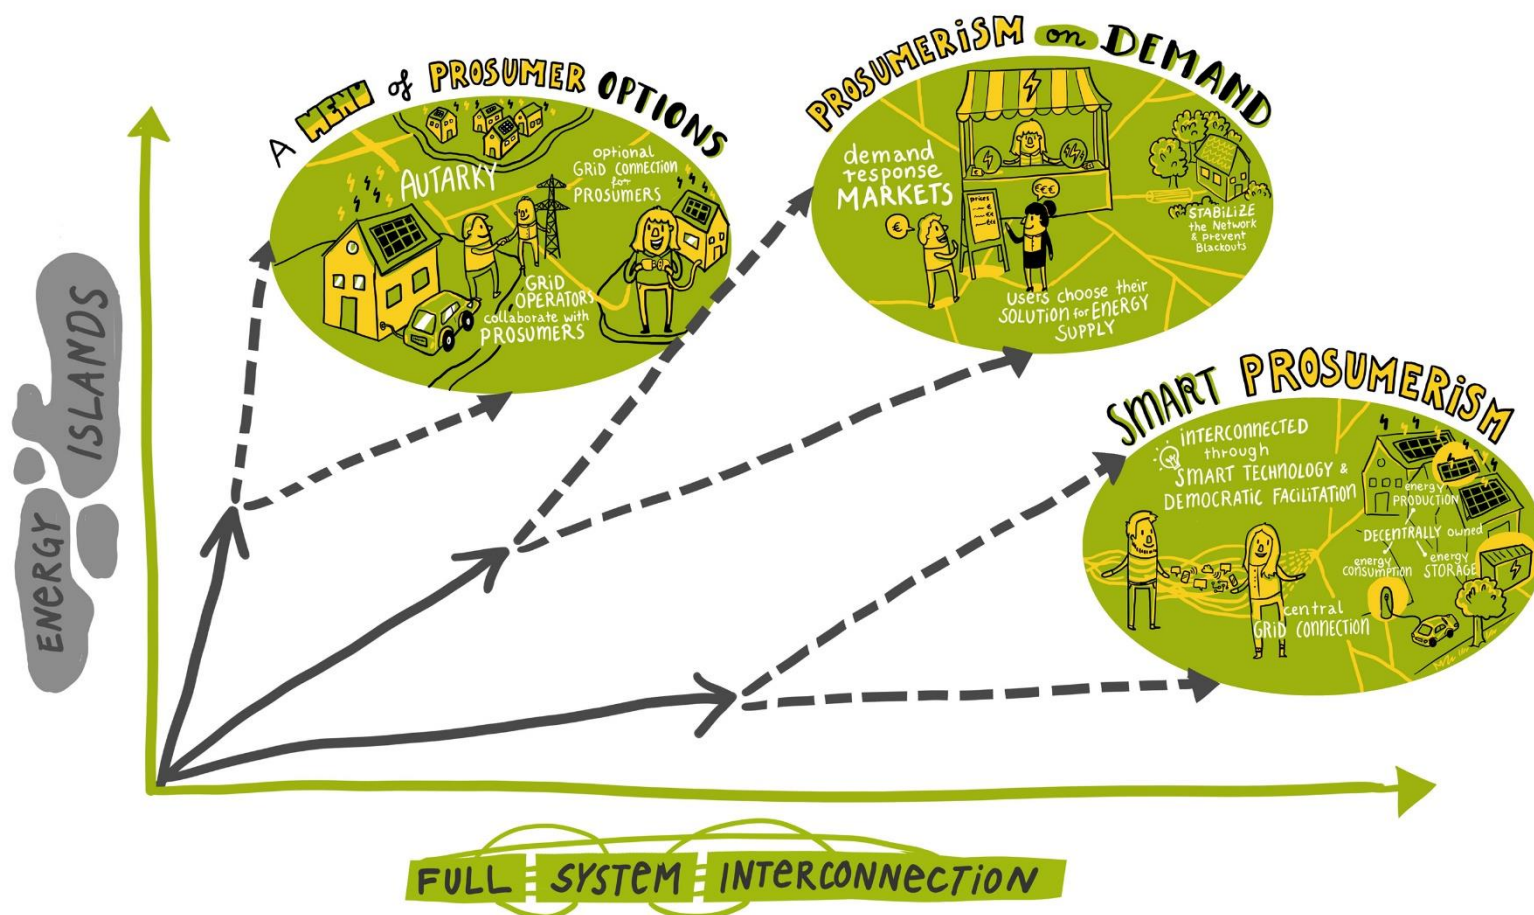 A MENU of PROSUMER OPTIONS
AUTARKY
OPTIONAL
GRID CONNECTION
for
PROSUMERS
GRID
OPERATORS
collaborate with
PROSUMERS
PROSUMERISM on DEMAND
demand
response
MARKETS
Prices
€
€€
€€€
€
€€€
STABILIZE
the Network
& Prevent
Blackouts
Users choose their
SOLUTION for ENERGY
SUPPLY
SMART PROSUMERISM
INTERCONNECTED
through
SMART TECHNOLOGY &
DEMOCRATIC FACILITATION
energy
PRODUCTION
DECENTRALLY owned
energy
CONSUMPTION
energy
STORAGE
central
GRID CONNECTION
ENERGY
ISLANDS
FULL SYSTEM INTERCONNECTION